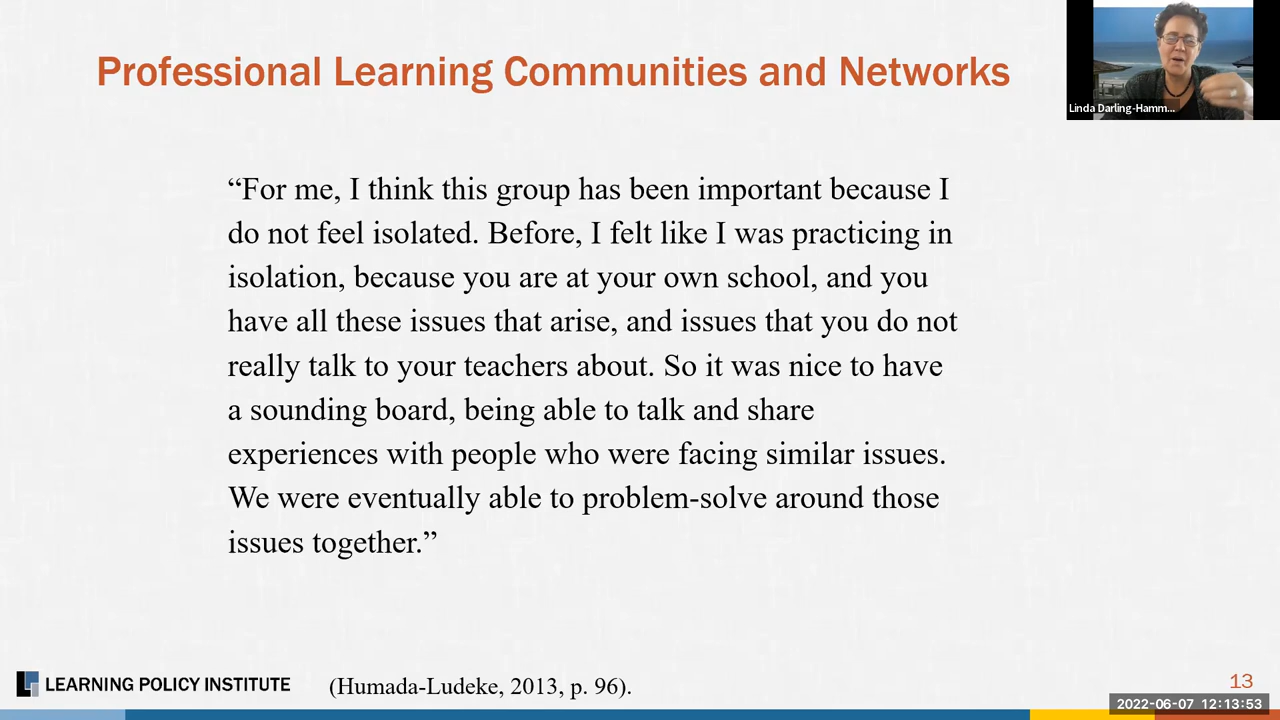 Professional Learning Communities and Networks
Linda Darling-Hamm...
“For me, I think this group has been important because I
do not feel isolated. Before, I felt like I was practicing in
isolation, because you are at your own school, and you
have all these issues that arise, and issues that you do not
really talk to your teachers about. So it was nice to have
a sounding board, being able to talk and share
experiences with people who were facing similar issues.
We were eventually able to problem-solve around those
issues together.”
LEARNING POLICY INSTITUTE
(Humada-Ludeke, 2013, p. 96).
13
2022-06-07 12:13:53